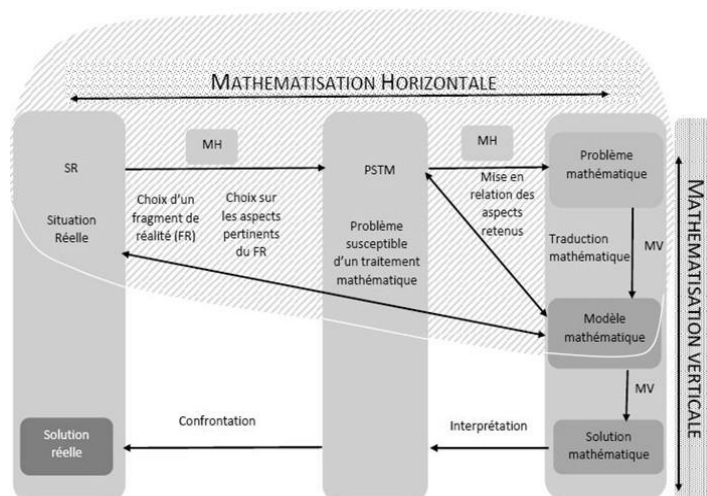 MATHEMATISATION HORIZONTALE
MH
MH
SR
PSTM
Problème
mathématique
Situation
Réelle
Choix d'un
fragment de
réalité (FR)
Choix sur
les aspects
pertinents
du FR
Problème
susceptible
d'un traitement
mathématique
Mise en
relation des
aspects
retenus
Traduction
mathématique
MV
Modèle
mathématique
MV
Solution
réelle
Confrontation
Interprétation
Solution
mathématique
MATHEMATISATION VERTICALE